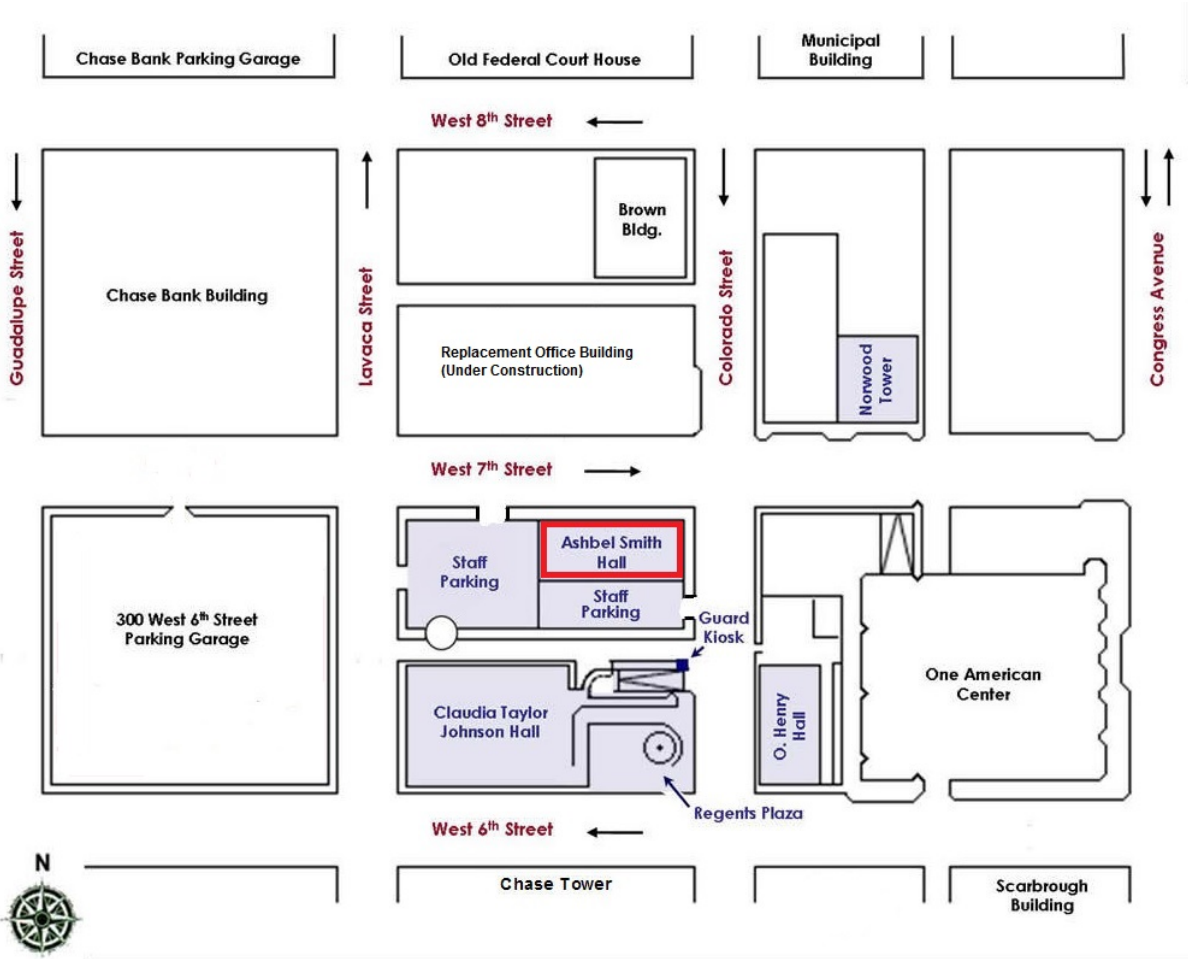 Chase Bank Parking Garage
Old Federal Court House
Municipal
Building
West 8th Street
Guadalupe Street
Chase Bank Building
Lavaca Street
Brown
Bldg.
Replacement Office Building
(Under Construction)
Colorado Street
Norwood
Tower
Congress Avenue
West 7th Street
300 West 6th Street
Parking Garage
Staff
Parking
Ashbel Smith
Hall
Staff
Parking
Guard
Kiosk
Claudia Taylor
Johnson Hall
O. Henry
Hall
One American
Center
Regents Plaza
West 6th Street
N
Chase Tower
Scarbrough
Building